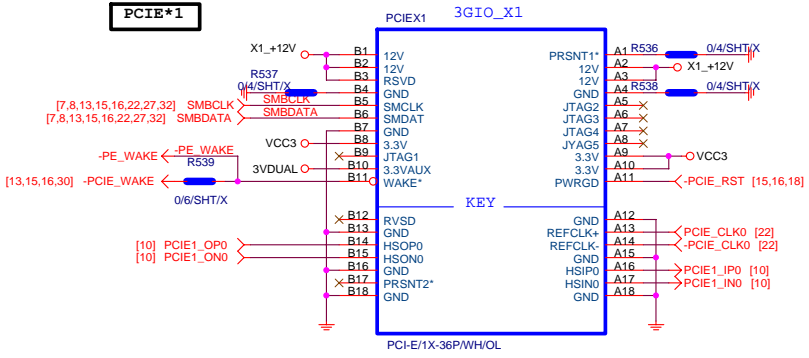 PCIE*1
PCIEX1 3GIO_X1
X1_+12V B1 12V PRSNT1* A1 R536 0/4/SHT/X
B2 12V 12V A2 X1_+12V
R537 B3 RSVD 12V A3
0/4/SHT/X B4 GND GND A4 R538 0/4/SHT/X
[7,8,13,15,16,22,27,32] SMBCLK SMBCLK B5 SMCLK JTAG2 A5
[7,8,13,15,16,22,27,32] SMBDATA SMBDATA B6 SMDAT JTAG3 A6
B7 GND JTAG4 A7
VCC3 B8 3.3V JYAG5 A8
-PE_WAKE -PE_WAKE B9 JTAG1 3.3V A9 VCC3
R539 3VDUAL B10 3.3VAUX 3.3V A10
[13,15,16,30] -PCIE_WAKE B11 WAKE* PWRGD A11 -PCIE_RST [15,16,18]
0/6/SHT/X
KEY
B12 RVSD GND A12
B13 GND REFCLK+ A13 PCIE_CLK0 [22]
[10] PCIE1_OP0 B14 HSOP0 REFCLK- A14 -PCIE_CLK0 [22]
[10] PCIE1_ON0 B15 HSON0 GND A15
B16 GND HSIP0 A16 PCIE1_IP0 [10]
B17 PRSNT2* HSIN0 A17 PCIE1_IN0 [10]
B18 GND GND A18
PCI-E/1X-36P/WH/OL